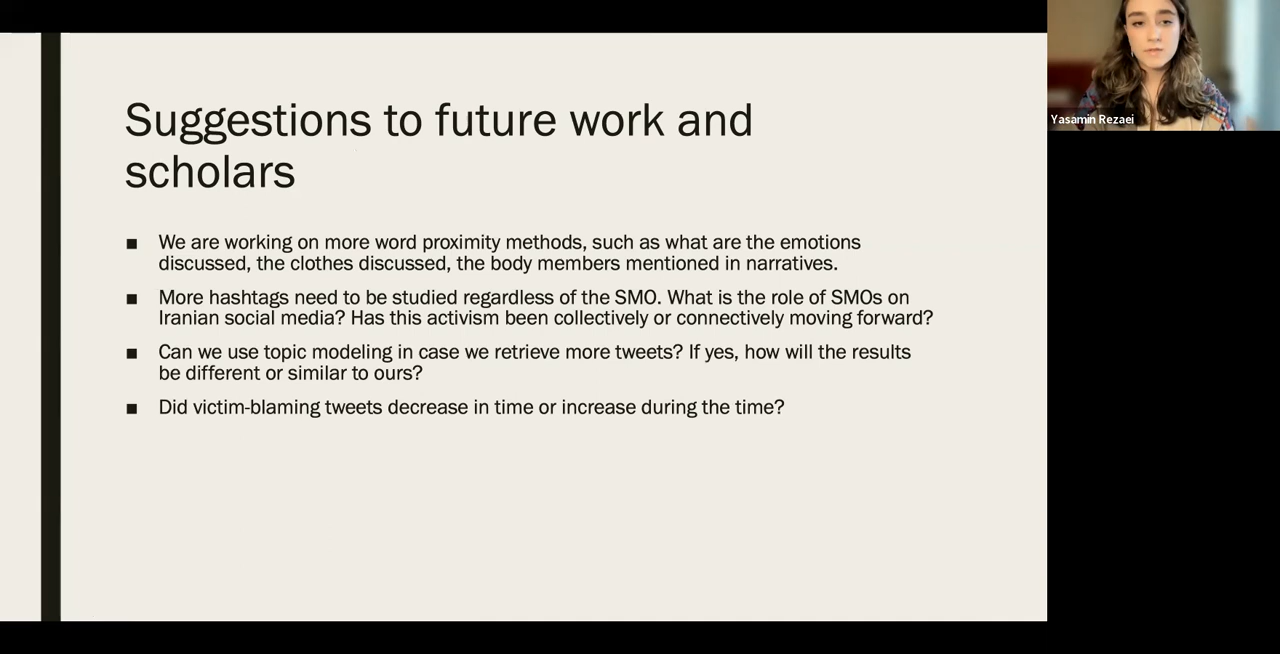 Suggestions to future work and
scholars
■ We are working on more word proximity methods, such as what are the emotions
discussed, the clothes discussed, the body members mentioned in narratives.
■ More hashtags need to be studied regardless of the SMO. What is the role of SMOs on
Iranian social media? Has this activism been collectively or connectively moving forward?
■ Can we use topic modeling in case we retrieve more tweets? If yes, how will the results
be different or similar to ours?
■ Did victim-blaming tweets decrease in time or increase during the time?
Yasamin Rezaei